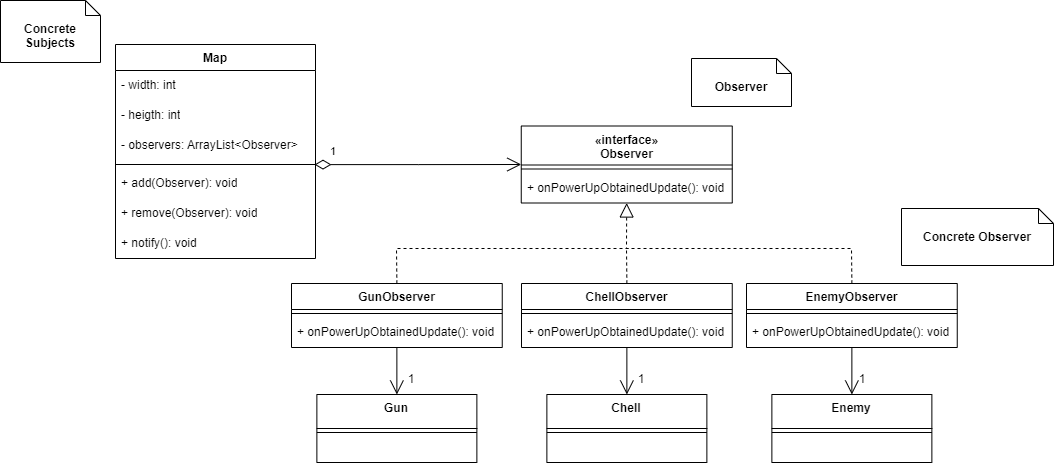 Concrete
Subjects
Map
- width: int
- heigth: int
- observers: ArrayList<Observer>
+ add(Observer): void
+ remove(Observer): void
+ notify(): void
1
Observer
«interface»
Observer
+ onPowerUpObtainedUpdate(): void
Concrete Observer
GunObserver
+ onPowerUpObtainedUpdate(): void
ChellObserver
+ onPowerUpObtainedUpdate(): void
EnemyObserver
+ onPowerUpObtainedUpdate(): void
1
1
1
Gun
Chell
Enemy